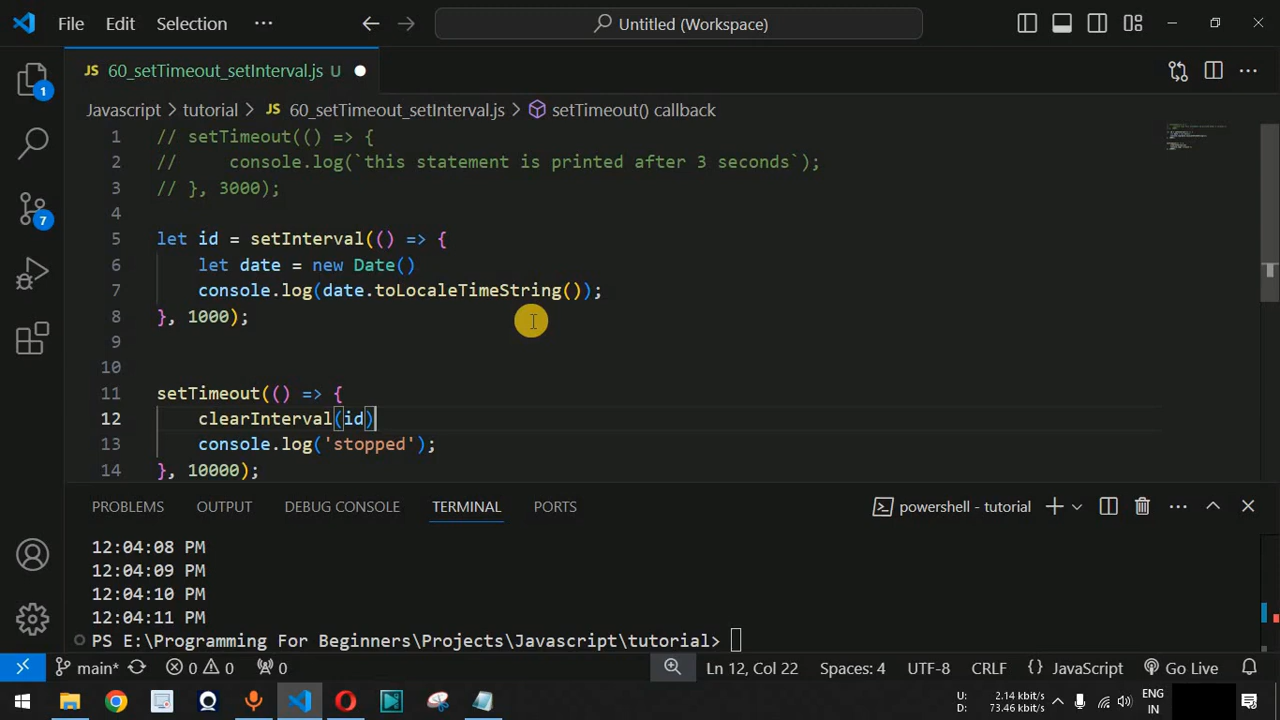 File Edit Selection ··· Untitled (Workspace)
JS 60_setTimeout_setInterval.js U
Javascript > tutorial > JS 60_setTimeout_setInterval.js > setTimeout() callback
1 // setTimeout(() => {
2 //     console.log(`this statement is printed after 3 seconds`);
3 // }, 3000);
4
5 let id = setInterval(() => {
6     let date = new Date()
7     console.log(date.toLocaleTimeString());
8 }, 1000);
9
10
11 setTimeout(() => {
12     clearInterval(id)
13     console.log('stopped');
14 }, 10000);
1
7
PROBLEMS OUTPUT DEBUG CONSOLE TERMINAL PORTS powershell - tutorial
12:04:08 PM
12:04:09 PM
12:04:10 PM
12:04:11 PM
PS E:\Programming For Beginners\Projects\Javascript\tutorial>
main* 0 0 0 Ln 12, Col 22 Spaces: 4 UTF-8 CRLF {} JavaScript Go Live
U: 2.14 kbit/s
D: 73.46 kbit/s
ENG
IN